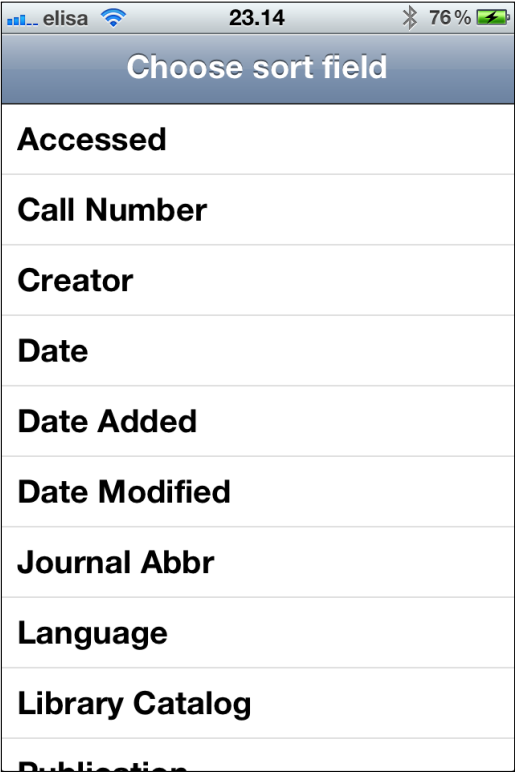 elisa 23.14 76%
Choose sort field
Accessed
Call Number
Creator
Date
Date Added
Date Modified
Journal Abbr
Language
Library Catalog
Publication